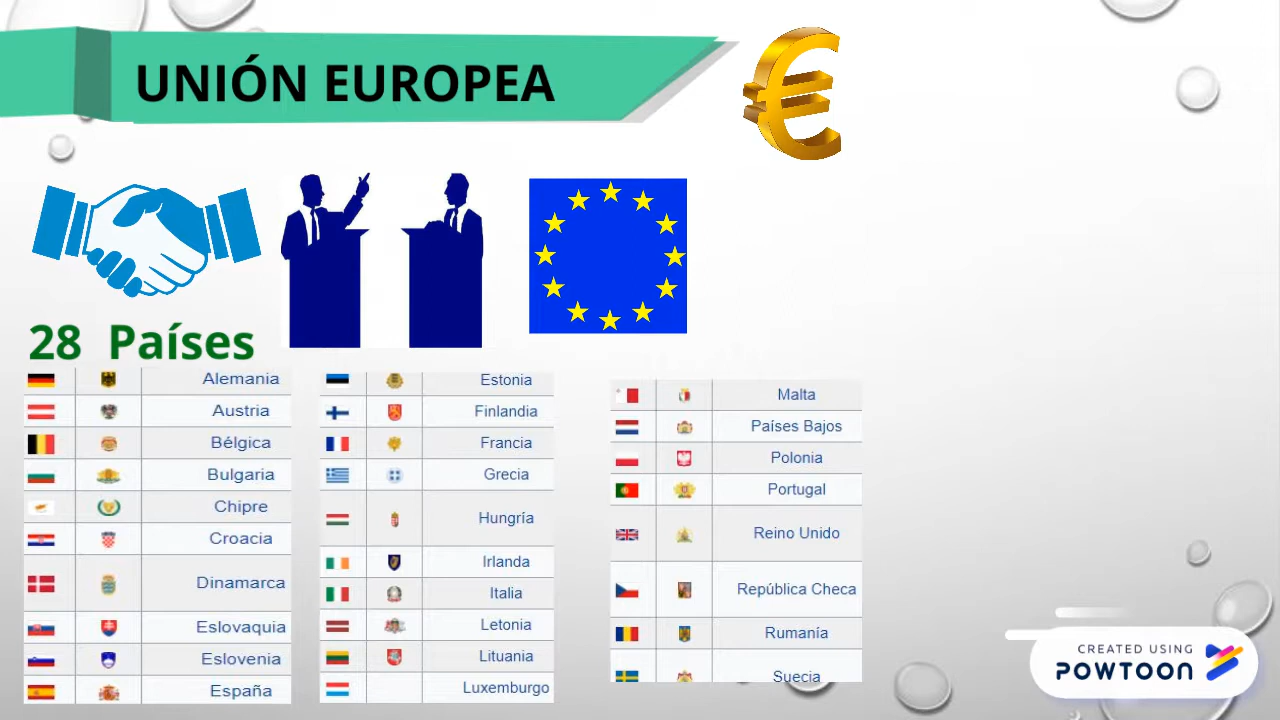 UNIÓN EUROPEA
28 Países
Alemania
Austria
Bélgica
Bulgaria
Chipre
Croacia
Dinamarca
Eslovaquia
Eslovenia
España
Estonia
Finlandia
Francia
Grecia
Hungría
Irlanda
Italia
Letonia
Lituania
Luxemburgo
Malta
Países Bajos
Polonia
Portugal
Reino Unido
República Checa
Rumanía
Suecia
CREATED USING
POWTOON